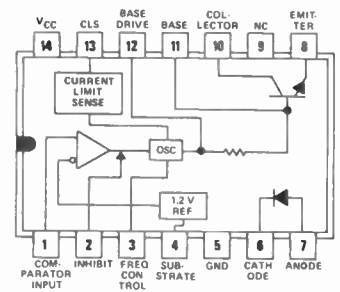 VCC CLS BASE DRIVE BASE COL- LECTOR NC EMIT- TER
14 13 12 11 10 9 8
CURRENT
LIMIT
SENSE
OSC
1.2 V
REF
1 2 3 4 5 6 7
COM- PARATOR INPUT INHIBIT FREQ CON TROL SUB- STRATE GND CATH ODE ANODE